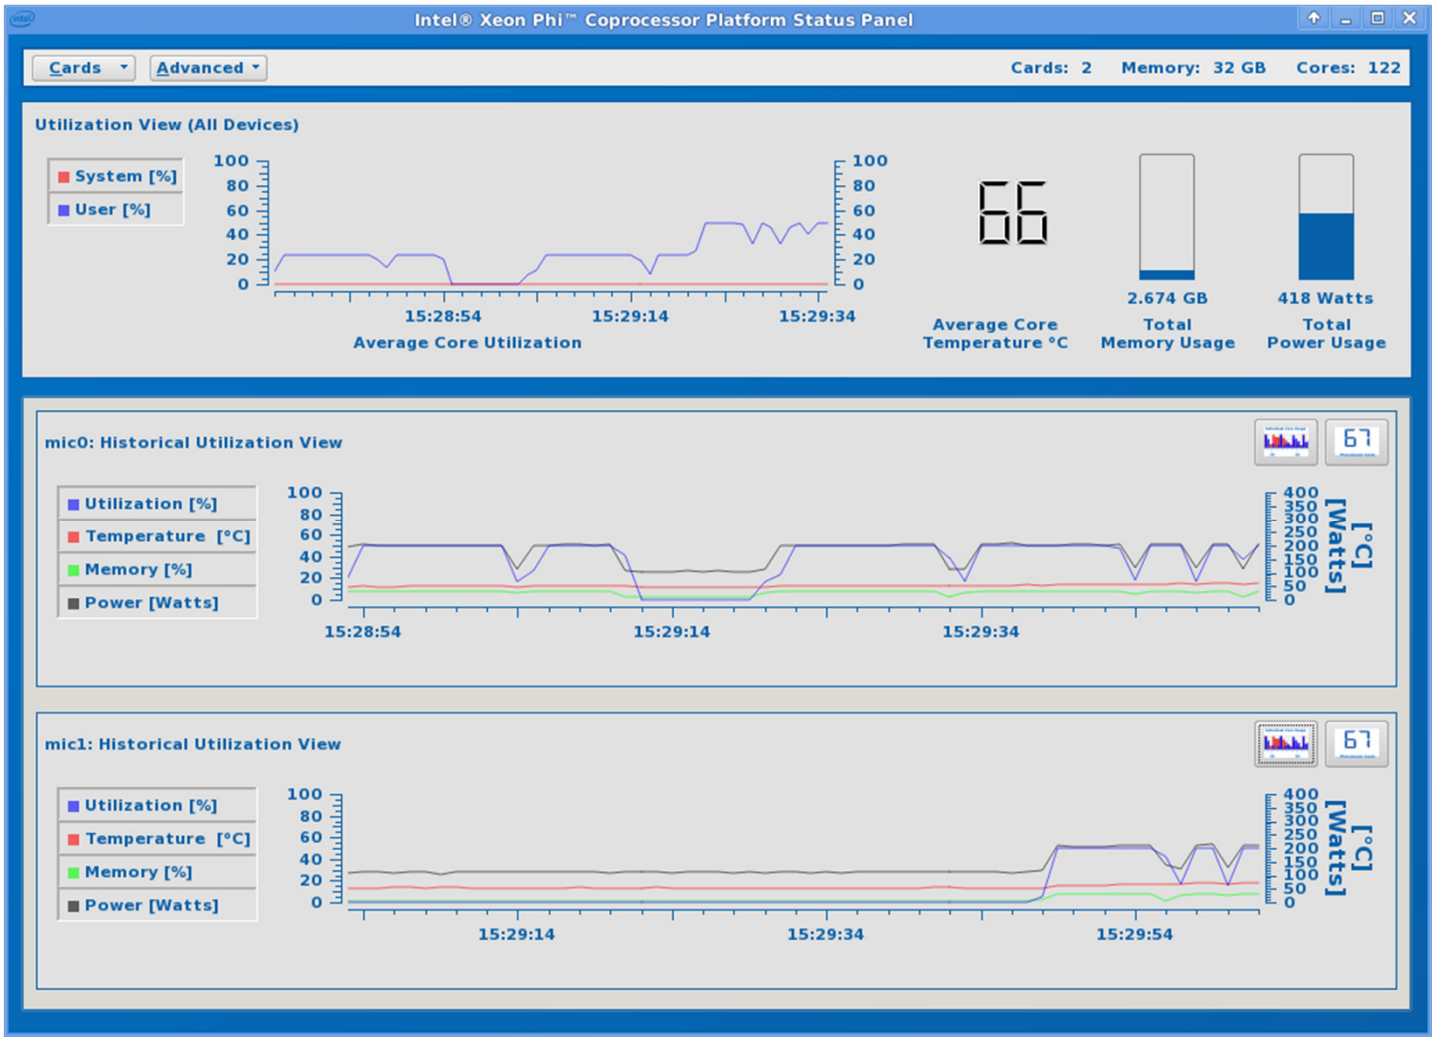 intel
Intel® Xeon Phi™ Coprocessor Platform Status Panel
Cards Advanced Cards: 2 Memory: 32 GB Cores: 122
Utilization View (All Devices)
System [%]
User [%]
100
80
60
40
20
0
100
80
60
40
20
0
15:28:54 15:29:14 15:29:34
Average Core Utilization
66
Average Core
Temperature °C
2.674 GB
Total
Memory Usage
418 Watts
Total
Power Usage
mic0: Historical Utilization View
67
Utilization [%]
Temperature [°C]
Memory [%]
Power [Watts]
100
80
60
40
20
0
400
350
300
250
200
150
100
50
0
[°C]
[Watts]
15:28:54 15:29:14 15:29:34
mic1: Historical Utilization View
67
Utilization [%]
Temperature [°C]
Memory [%]
Power [Watts]
100
80
60
40
20
0
400
350
300
250
200
150
100
50
0
[°C]
[Watts]
15:29:14 15:29:34 15:29:54